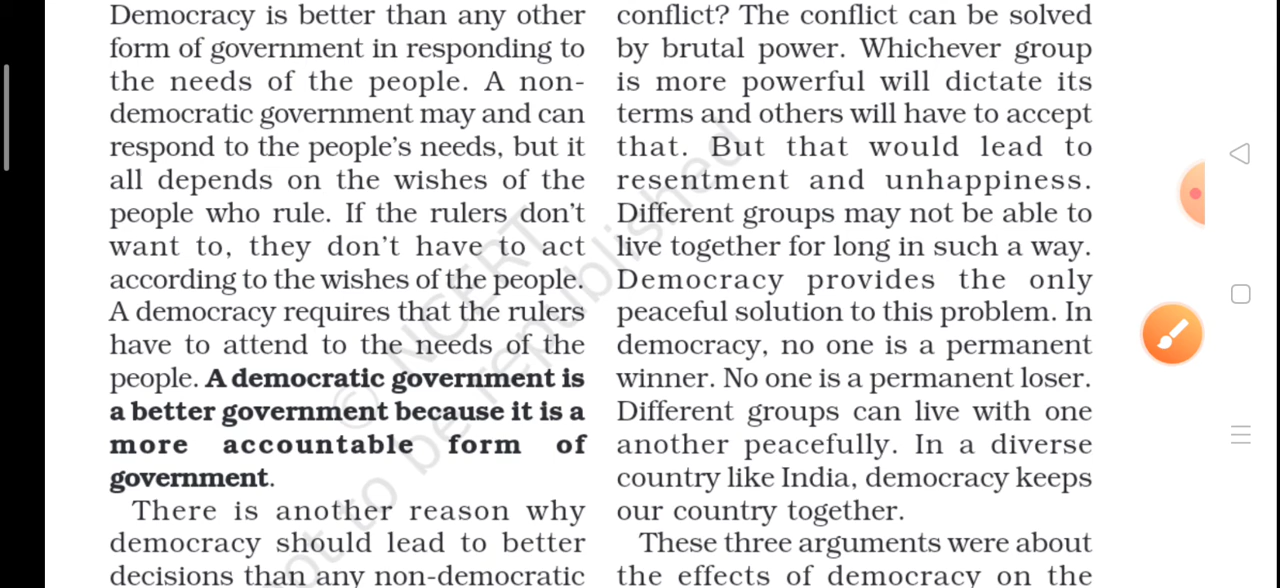 Democracy is better than any other
form of government in responding to
the needs of the people. A non-
democratic government may and can
respond to the people's needs, but it
all depends on the wishes of the
people who rule. If the rulers don't
want to, they don't have to act
according to the wishes of the people.
A democracy requires that the rulers
have to attend to the needs of the
people. A democratic government is
a better government because it is a
more accountable form of
government.
There is another reason why
democracy should lead to better
decisions than any non-democratic
conflict? The conflict can be solved
by brutal power. Whichever group
is more powerful will dictate its
terms and others will have to accept
that. But that would lead to
resentment and unhappiness.
Different groups may not be able to
live together for long in such a way.
Democracy provides the only
peaceful solution to this problem. In
democracy, no one is a permanent
winner. No one is a permanent loser.
Different groups can live with one
another peacefully. In a diverse
country like India, democracy keeps
our country together.
These three arguments were about
the effects of democracy on the
© NCERT
not to be republished